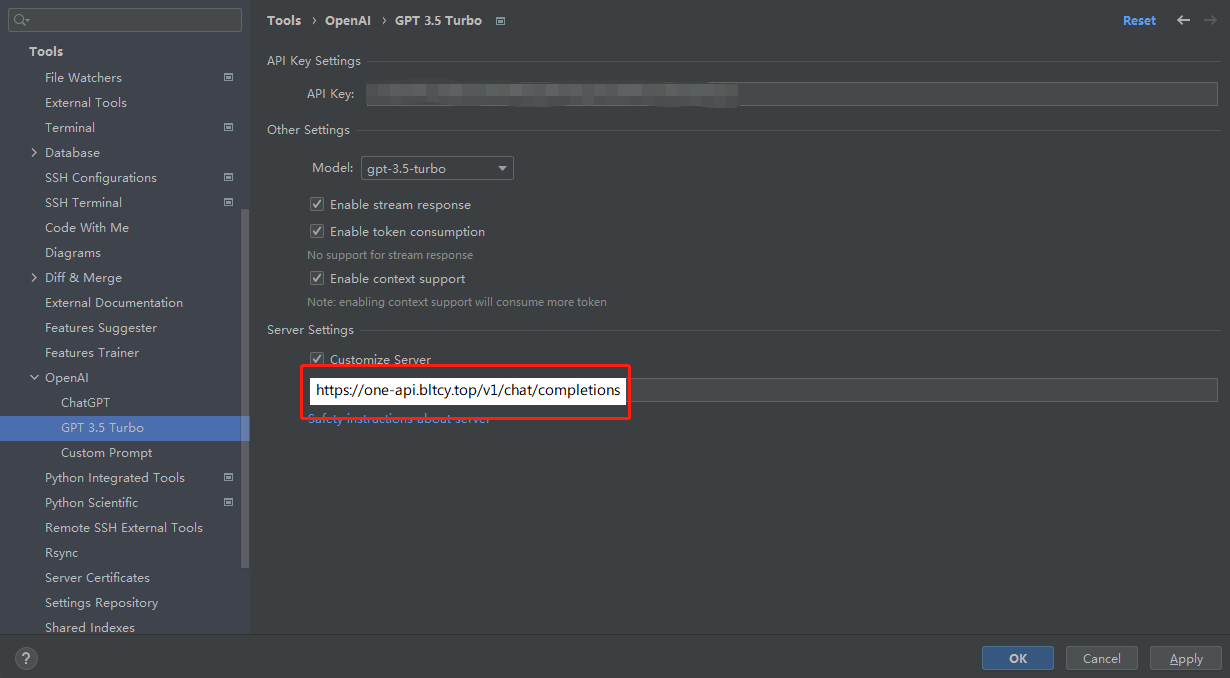 Tools
File Watchers
External Tools
Terminal
Database
SSH Configurations
SSH Terminal
Code With Me
Diagrams
Diff & Merge
External Documentation
Features Suggester
Features Trainer
OpenAI
ChatGPT
GPT 3.5 Turbo
Custom Prompt
Python Integrated Tools
Python Scientific
Remote SSH External Tools
Rsync
Server Certificates
Settings Repository
Shared Indexes
Tools › OpenAI › GPT 3.5 Turbo
Reset
API Key Settings
API Key:
Other Settings
Model: gpt-3.5-turbo
Enable stream response
Enable token consumption
No support for stream response
Enable context support
Note: enabling context support will consume more token
Server Settings
Customize Server
https://one-api.bltcy.top/v1/chat/completions
Safety instructions about server
?
OK
Cancel
Apply